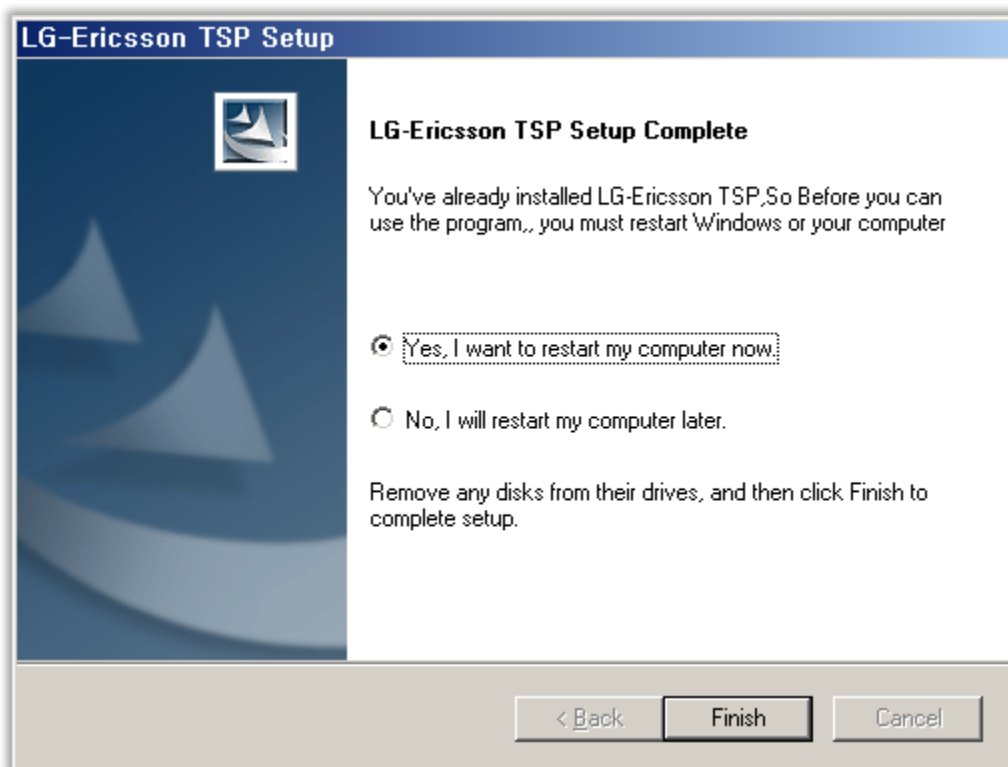 LG-Ericsson TSP Setup
LG-Ericsson TSP Setup Complete
You've already installed LG-Ericsson TSP,So Before you can
use the program,, you must restart Windows or your computer
Yes, I want to restart my computer now.
No, I will restart my computer later.
Remove any disks from their drives, and then click Finish to
complete setup.
< Back
Finish
Cancel